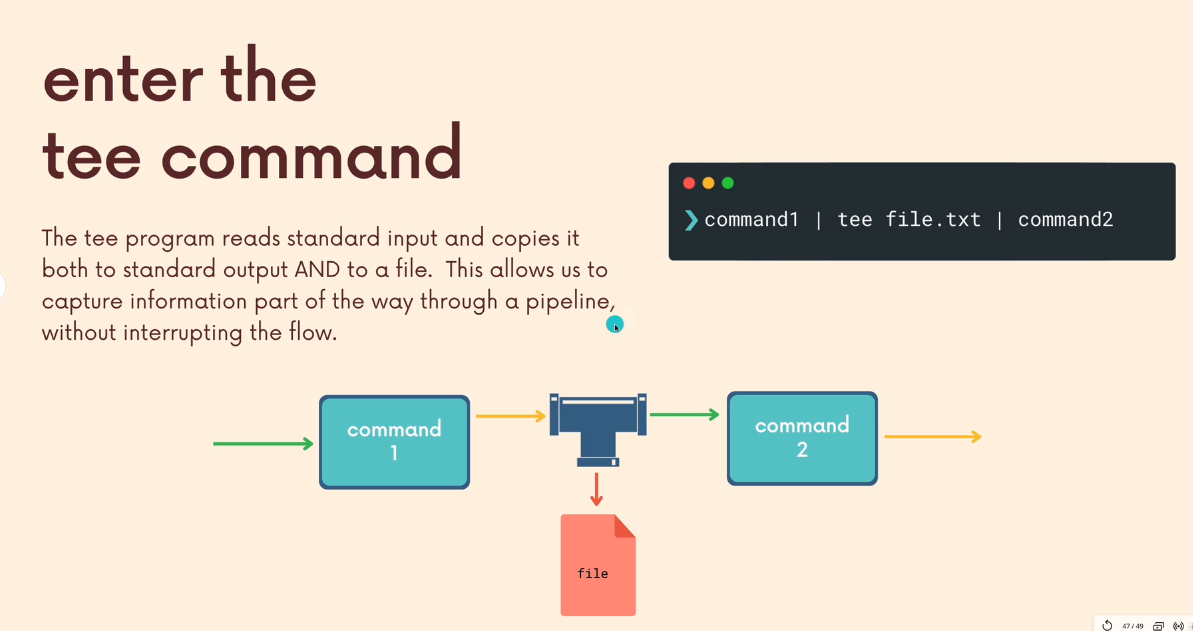 enter the
tee command
The tee program reads standard input and copies it
both to standard output AND to a file.  This allows us to
capture information part of the way through a pipeline,
without interrupting the flow.
❯ command1 | tee file.txt | command2
command
1
command
2
file
47 / 49